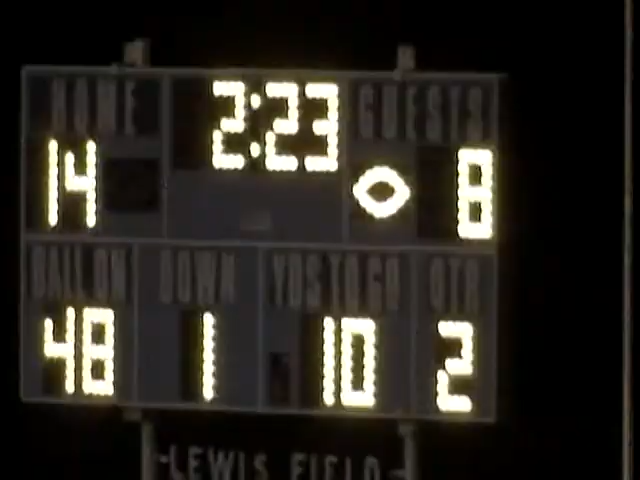 HOME 2:23 GUESTS
14 8
BALL ON DOWN YDS TO GO QTR
48 1 10 2
-LEWIS FIELD-